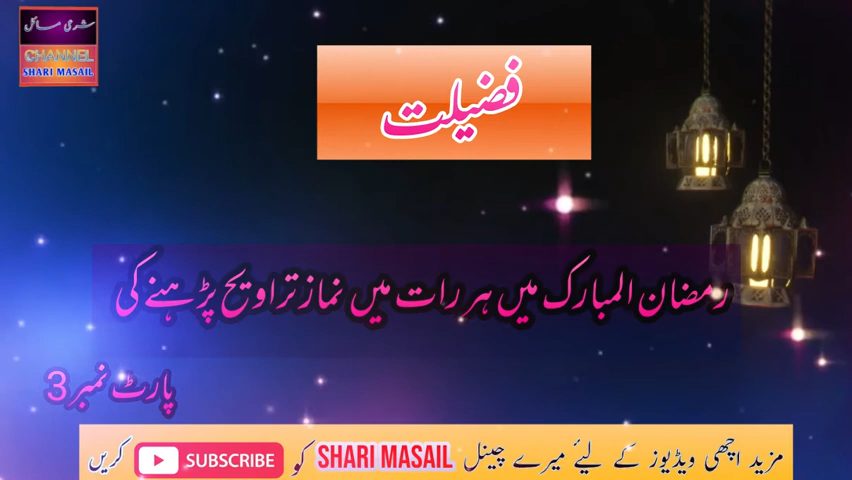 شرعی مسائل
CHANNEL
SHARI MASAIL
فضیلت
رمضان المبارک میں ہر رات میں نماز تراویح پڑہنے کی
پارٹ نمبر 3
مزید اچھی ویڈیوز کے لیئے میرے چینل SHARI MASAIL کو SUBSCRIBE کریں